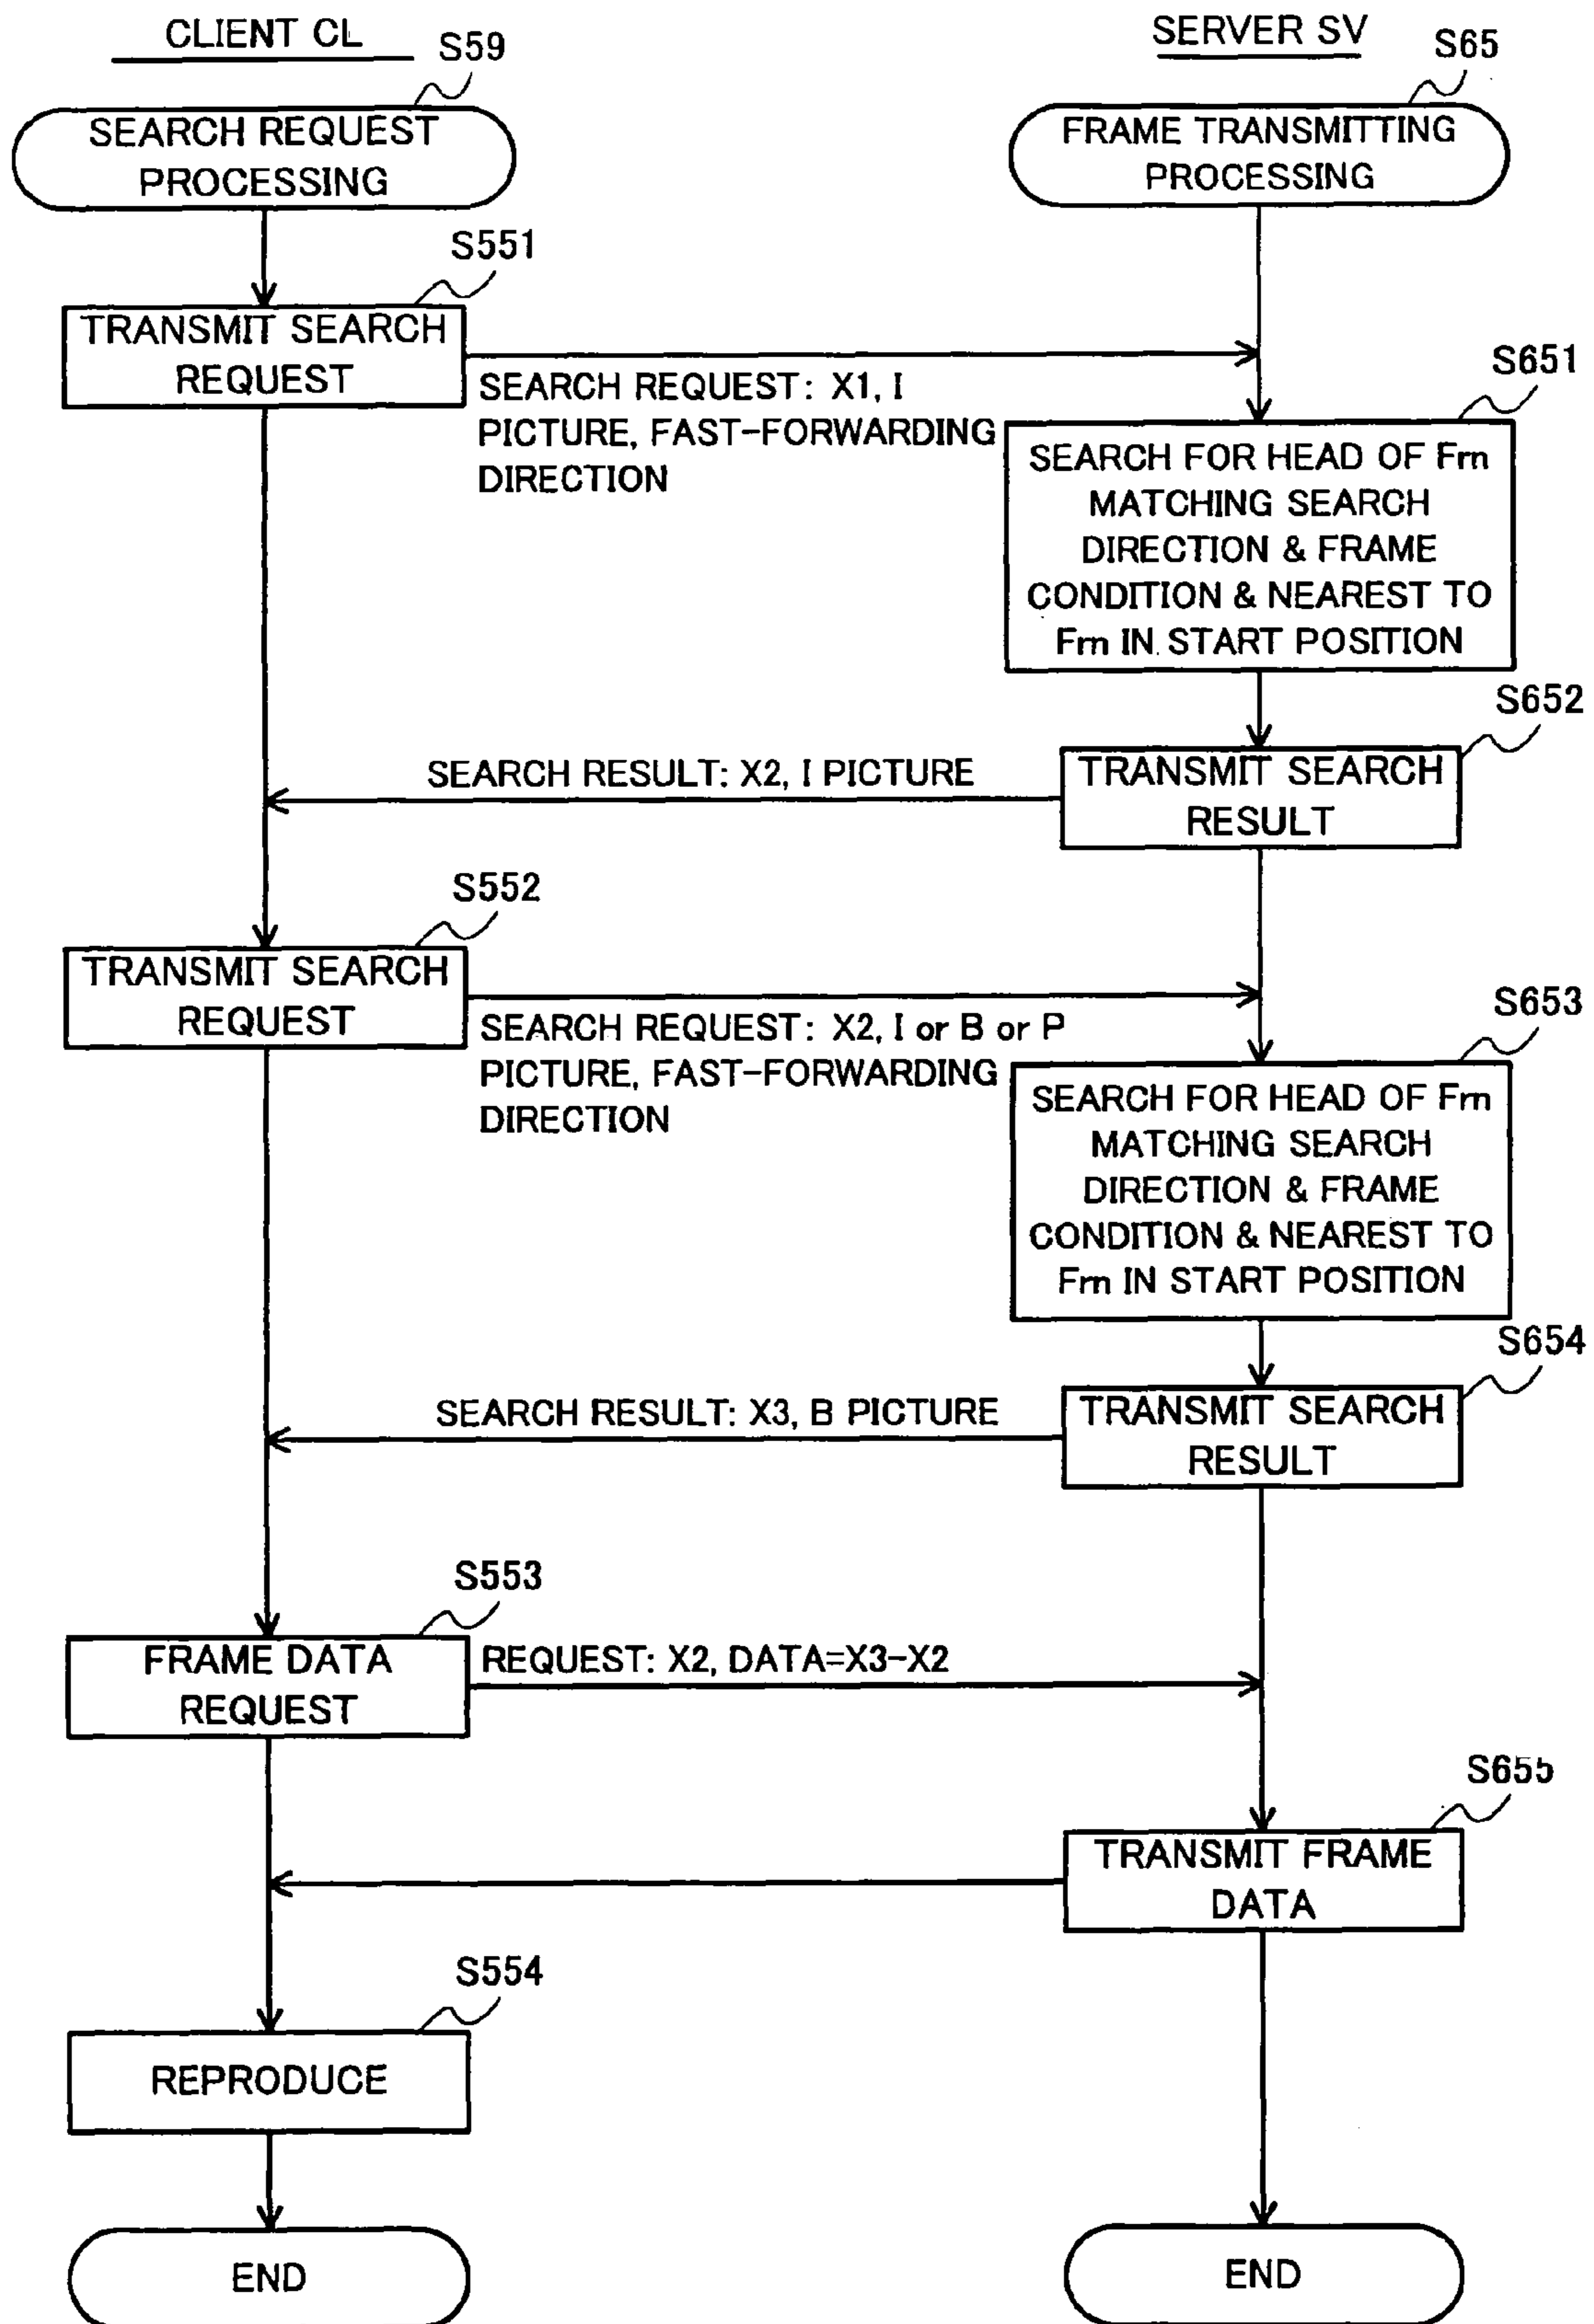 CLIENT CL
SERVER SV
S59
S65
SEARCH REQUEST
PROCESSING
FRAME TRANSMITTING
PROCESSING
S551
TRANSMIT SEARCH
REQUEST
SEARCH REQUEST: X1, I
PICTURE, FAST-FORWARDING
DIRECTION
S651
SEARCH FOR HEAD OF Fm
MATCHING SEARCH
DIRECTION & FRAME
CONDITION & NEAREST TO
Fm IN START POSITION
S652
SEARCH RESULT: X2, I PICTURE
TRANSMIT SEARCH
RESULT
S552
TRANSMIT SEARCH
REQUEST
SEARCH REQUEST: X2, I or B or P
PICTURE, FAST-FORWARDING
DIRECTION
S653
SEARCH FOR HEAD OF Fm
MATCHING SEARCH
DIRECTION & FRAME
CONDITION & NEAREST TO
Fm IN START POSITION
S654
SEARCH RESULT: X3, B PICTURE
TRANSMIT SEARCH
RESULT
S553
FRAME DATA
REQUEST
REQUEST: X2, DATA=X3-X2
S655
TRANSMIT FRAME
DATA
S554
REPRODUCE
END
END